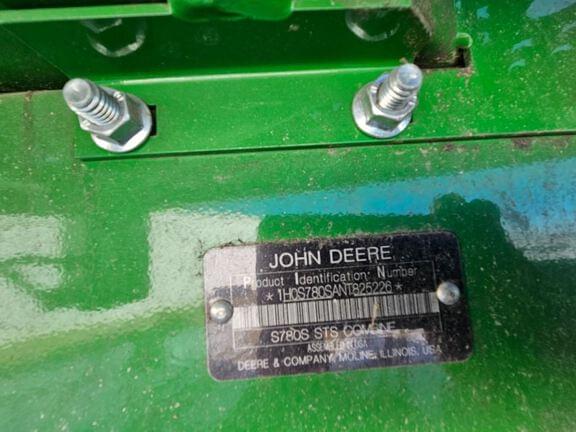 JOHN DEERE
Product Identification Number
*1H0S780SANT825226*
S780S STS COMBINE
ASSEMBLED IN USA
DEERE & COMPANY, MOLINE, ILLINOIS, USA